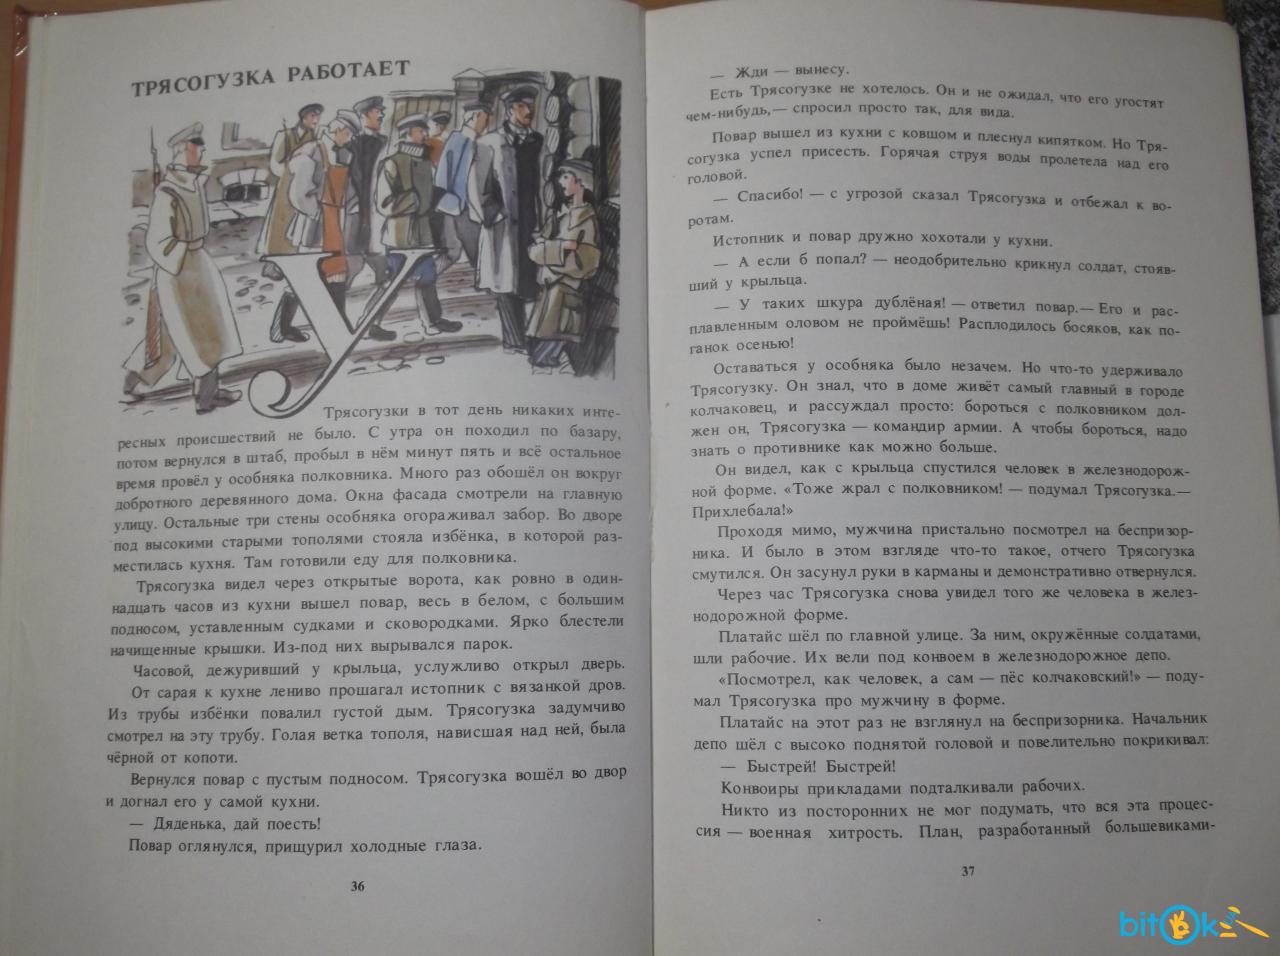 ТРЯСОГУЗКА РАБОТАЕТ
У
Трясогузки в тот день никаких инте-
ресных происшествий не было. С утра он походил по базару,
потом вернулся в штаб, пробыл в нём минут пять и всё остальное
время провёл у особняка полковника. Много раз обошёл он вокруг
добротного деревянного дома. Окна фасада смотрели на главную
улицу. Остальные три стены особняка огораживал забор. Во дворе
под высокими старыми тополями стояла избёнка, в которой раз-
местилась кухня. Там готовили еду для полковника.
Трясогузка видел через открытые ворота, как ровно в один-
надцать часов из кухни вышел повар, весь в белом, с большим
подносом, уставленным судками и сковородками. Ярко блестели
начищенные крышки. Из-под них вырывался парок.
Часовой, дежуривший у крыльца, услужливо открыл дверь.
От сарая к кухне лениво прошагал истопник с вязанкой дров.
Из трубы избёнки повалил густой дым. Трясогузка задумчиво
смотрел на эту трубу. Голая ветка тополя, нависшая над ней, была
чёрной от копоти.
Вернулся повар с пустым подносом. Трясогузка вошёл во двор
и догнал его у самой кухни.
— Дяденька, дай поесть!
Повар оглянулся, прищурил холодные глаза.
36
— Жди — вынесу.
Есть Трясогузке не хотелось. Он и не ожидал, что его угостят
чем-нибудь,— спросил просто так, для вида.
Повар вышел из кухни с ковшом и плеснул кипятком. Но Тря-
согузка успел присесть. Горячая струя воды пролетела над его
головой.
— Спасибо! — с угрозой сказал Трясогузка и отбежал к во-
ротам.
Истопник и повар дружно хохотали у кухни.
— А если б попал? — неодобрительно крикнул солдат, стояв-
ший у крыльца.
— У таких шкура дублёная! — ответил повар.— Его и рас-
плавленным оловом не проймёшь! Расплодилось босяков, как по-
ганок осенью!
Оставаться у особняка было незачем. Но что-то удерживало
Трясогузку. Он знал, что в доме живёт самый главный в городе
колчаковец, и рассуждал просто: бороться с полковником дол-
жен он, Трясогузка — командир армии. А чтобы бороться, надо
знать о противнике как можно больше.
Он видел, как с крыльца спустился человек в железнодорож-
ной форме. «Тоже жрал с полковником! — подумал Трясогузка.—
Прихлебала!»
Проходя мимо, мужчина пристально посмотрел на беспризор-
ника. И было в этом взгляде что-то такое, отчего Трясогузка
смутился. Он засунул руки в карманы и демонстративно отвернулся.
Через час Трясогузка снова увидел того же человека в желез-
нодорожной форме.
Платайс шёл по главной улице. За ним, окружённые солдатами,
шли рабочие. Их вели под конвоем в железнодорожное депо.
«Посмотрел, как человек, а сам — пёс колчаковский!» — поду-
мал Трясогузка про мужчину в форме.
Платайс на этот раз не взглянул на беспризорника. Начальник
депо шёл с высоко поднятой головой и повелительно покрикивал:
— Быстрей! Быстрей!
Конвоиры прикладами подталкивали рабочих.
Никто из посторонних не мог подумать, что вся эта процес-
сия — военная хитрость. План, разработанный большевиками-
37